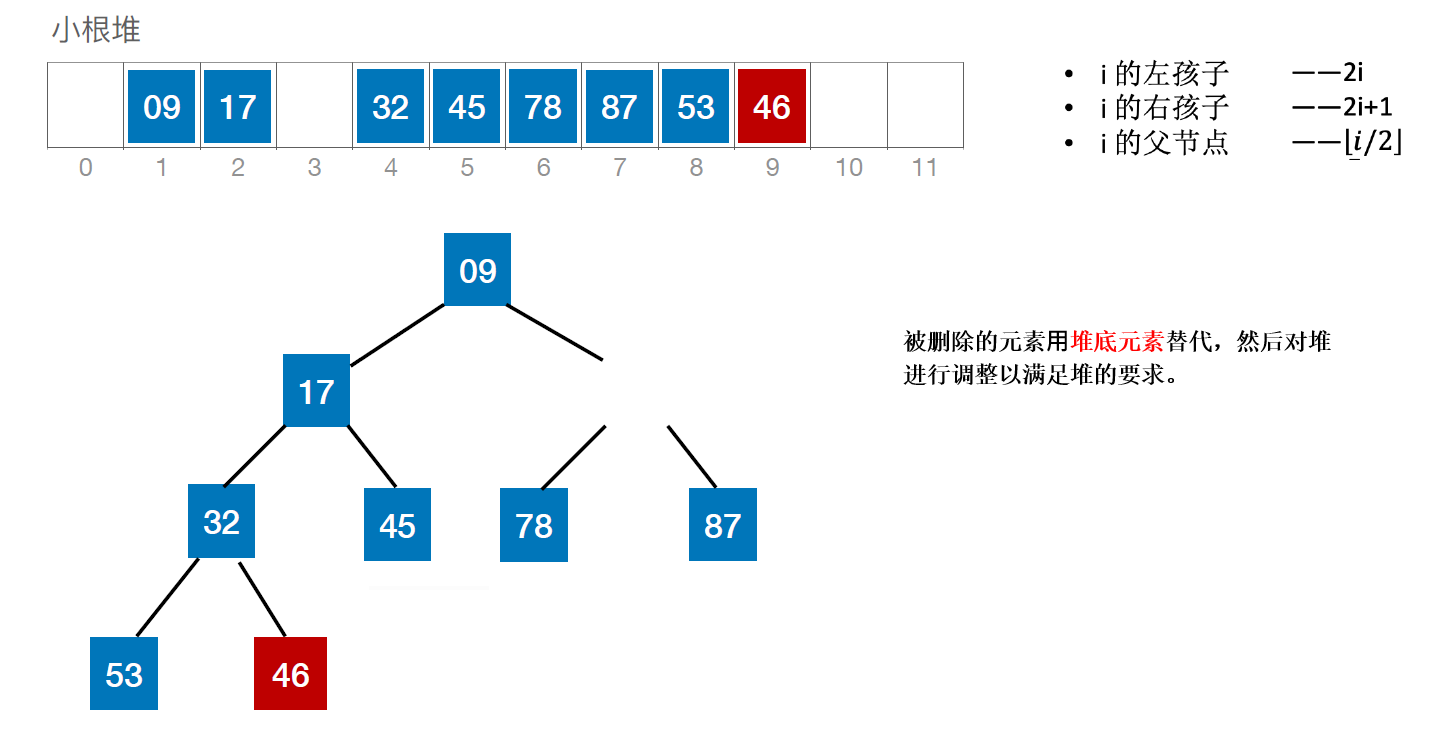 小根堆
09 17 32 45 78 87 53 46
0 1 2 3 4 5 6 7 8 9 10 11
• i 的左孩子 ——2i
• i 的右孩子 ——2i+1
• i 的父节点 ——⌊i/2⌋
09
17
32 45 78 87
53 46
被删除的元素用堆底元素替代，然后对堆
进行调整以满足堆的要求。